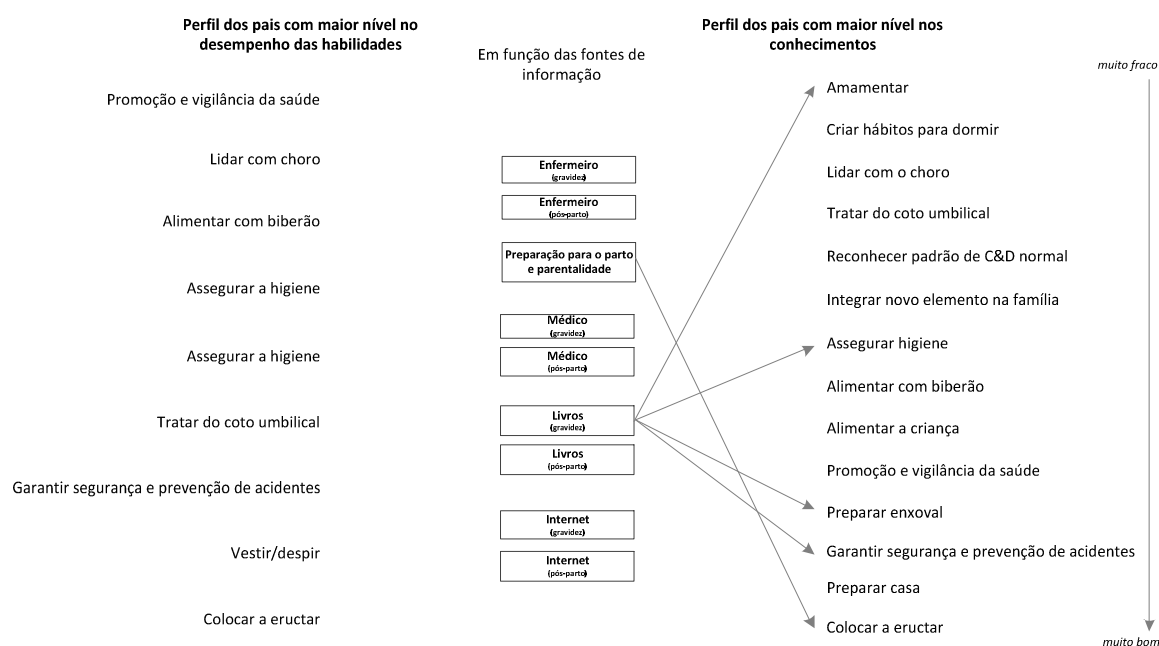 Perfil dos pais com maior nível no
desempenho das habilidades
Promoção e vigilância da saúde
Lidar com choro
Alimentar com biberão
Assegurar a higiene
Assegurar a higiene
Tratar do coto umbilical
Garantir segurança e prevenção de acidentes
Vestir/despir
Colocar a eructar
Em função das fontes de
informação
Enfermeiro
(gravidez)
Enfermeiro
(pós-parto)
Preparação para o parto
e parentalidade
Médico
(gravidez)
Médico
(pós-parto)
Livros
(gravidez)
Livros
(pós-parto)
Internet
(gravidez)
Internet
(pós-parto)
Perfil dos pais com maior nível nos
conhecimentos
Amamentar
Criar hábitos para dormir
Lidar com o choro
Tratar do coto umbilical
Reconhecer padrão de C&D normal
Integrar novo elemento na família
Assegurar higiene
Alimentar com biberão
Alimentar a criança
Promoção e vigilância da saúde
Preparar enxoval
Garantir segurança e prevenção de acidentes
Preparar casa
Colocar a eructar
muito fraco
muito bom